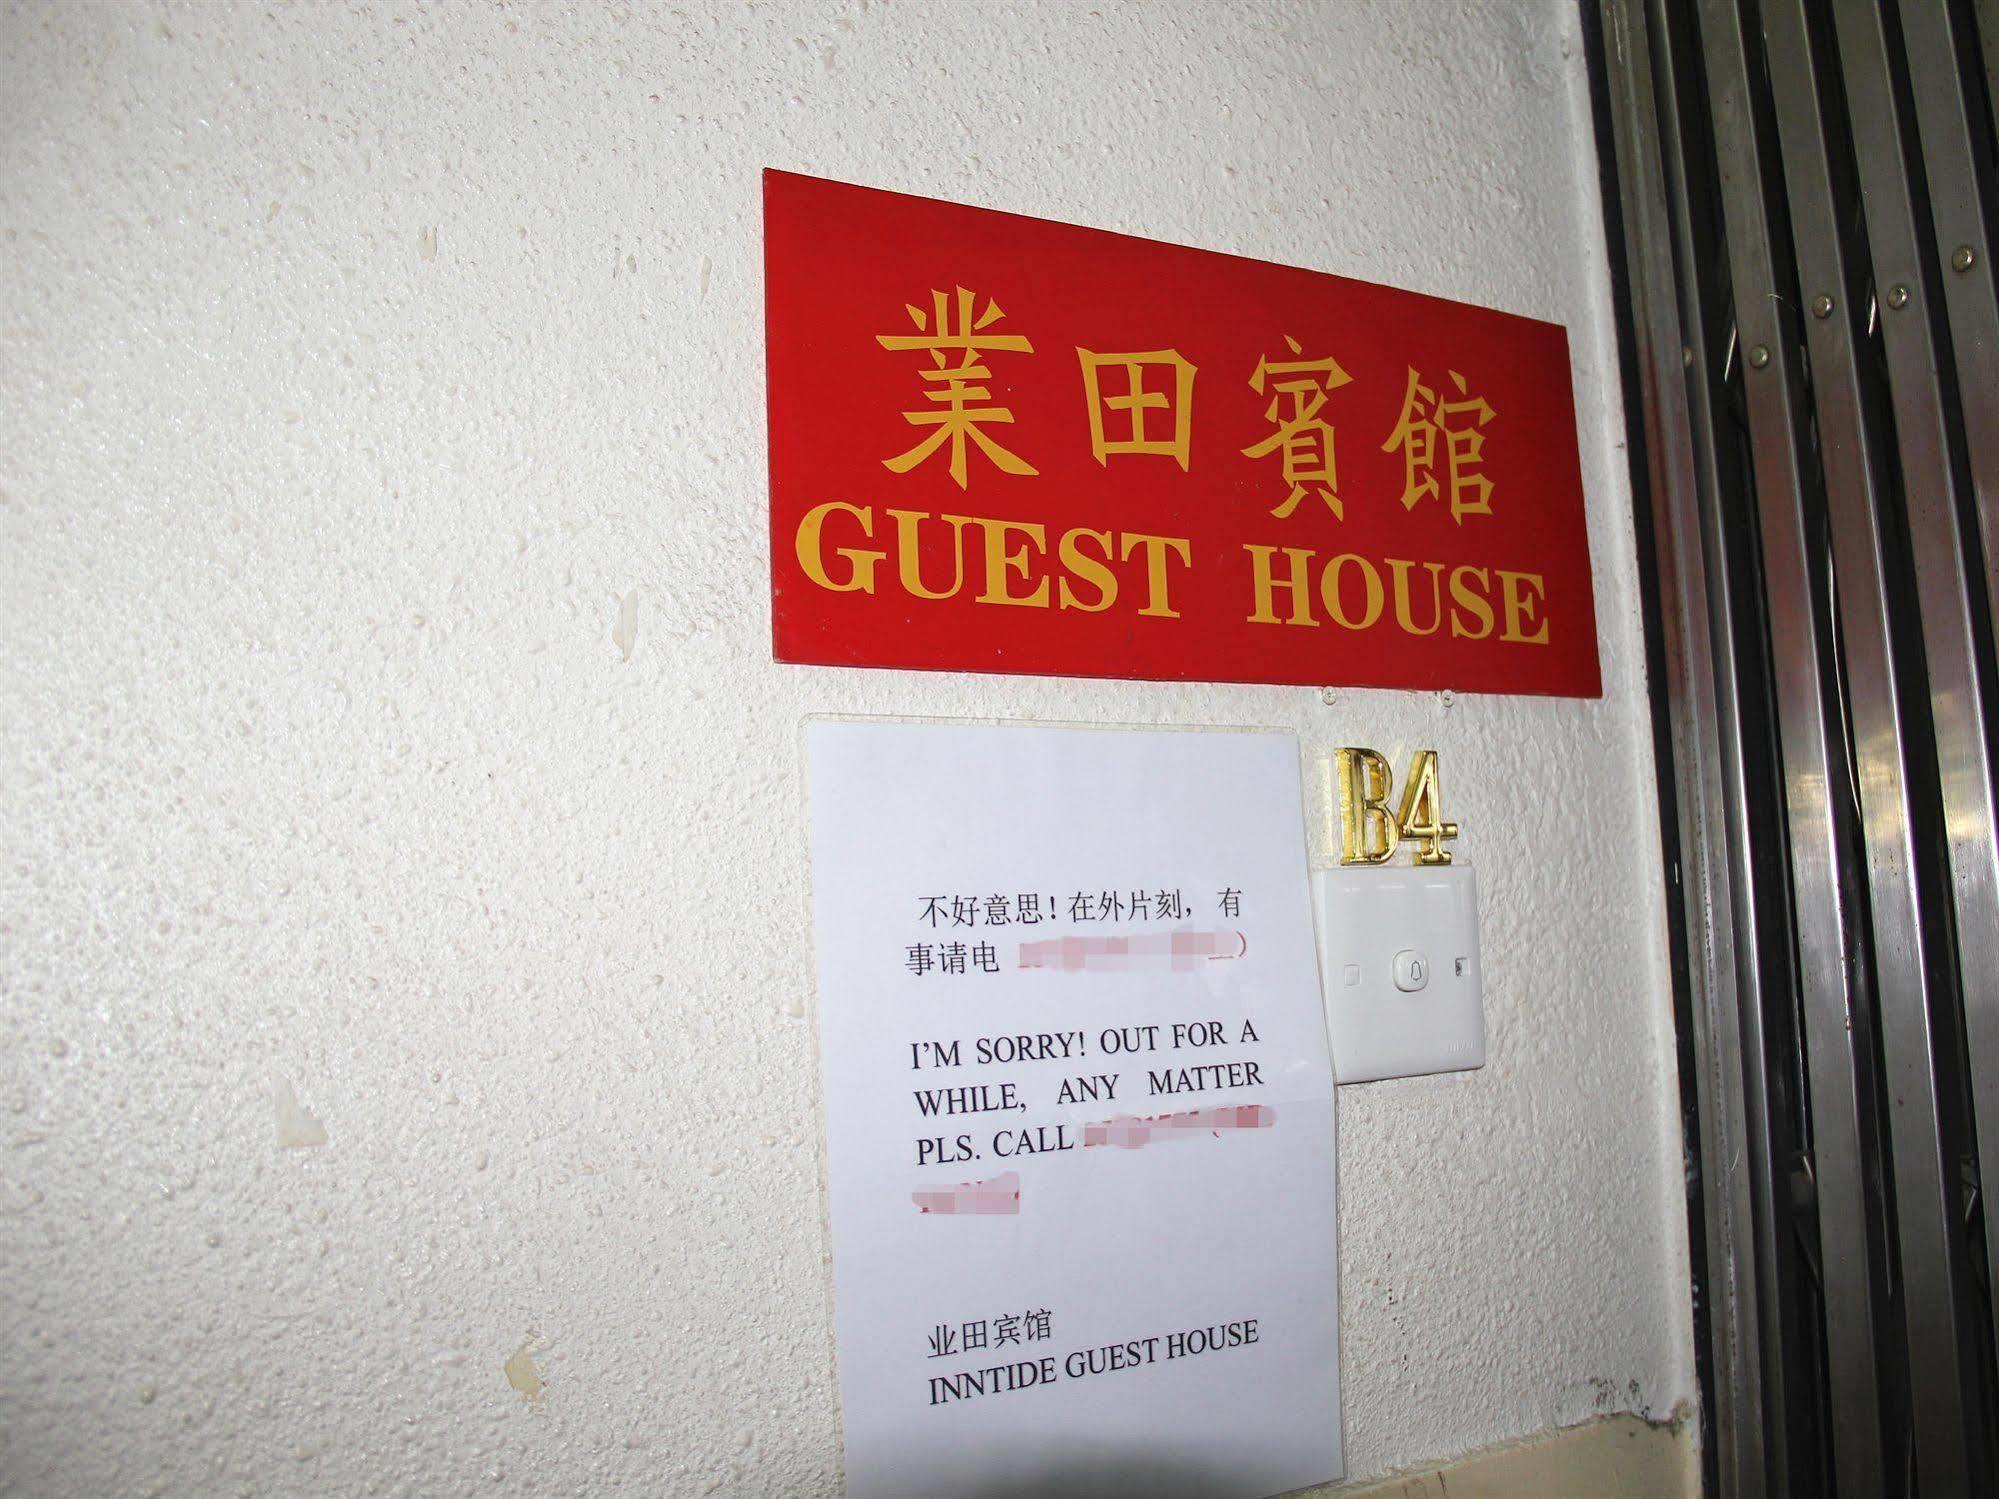 業田賓館
GUEST HOUSE
B4
不好意思！在外片刻，有
事请电
I'M SORRY! OUT FOR A
WHILE, ANY MATTER
PLS. CALL
业田宾馆
INNTIDE GUEST HOUSE